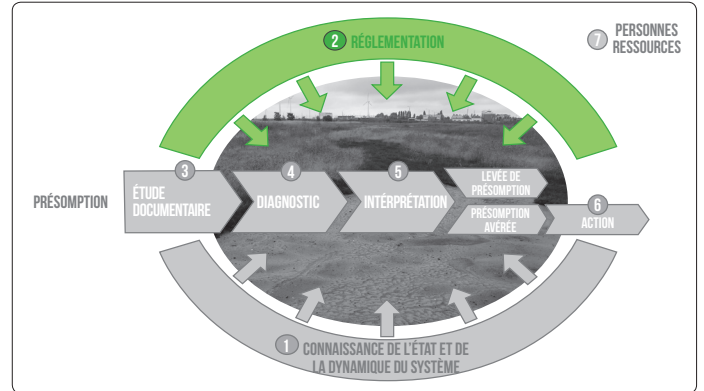 2 RÉGLEMENTATION
7 PERSONNES
RESSOURCES
PRÉSOMPTION
3
ÉTUDE
DOCUMENTAIRE
4
DIAGNOSTIC
5
INTÉRPRÉTATION
LEVÉE DE
PRÉSOMPTION
PRÉSOMPTION
AVÉRÉE
6
ACTION
1 CONNAISSANCE DE L'ÉTAT ET DE
LA DYNAMIQUE DU SYSTÈME